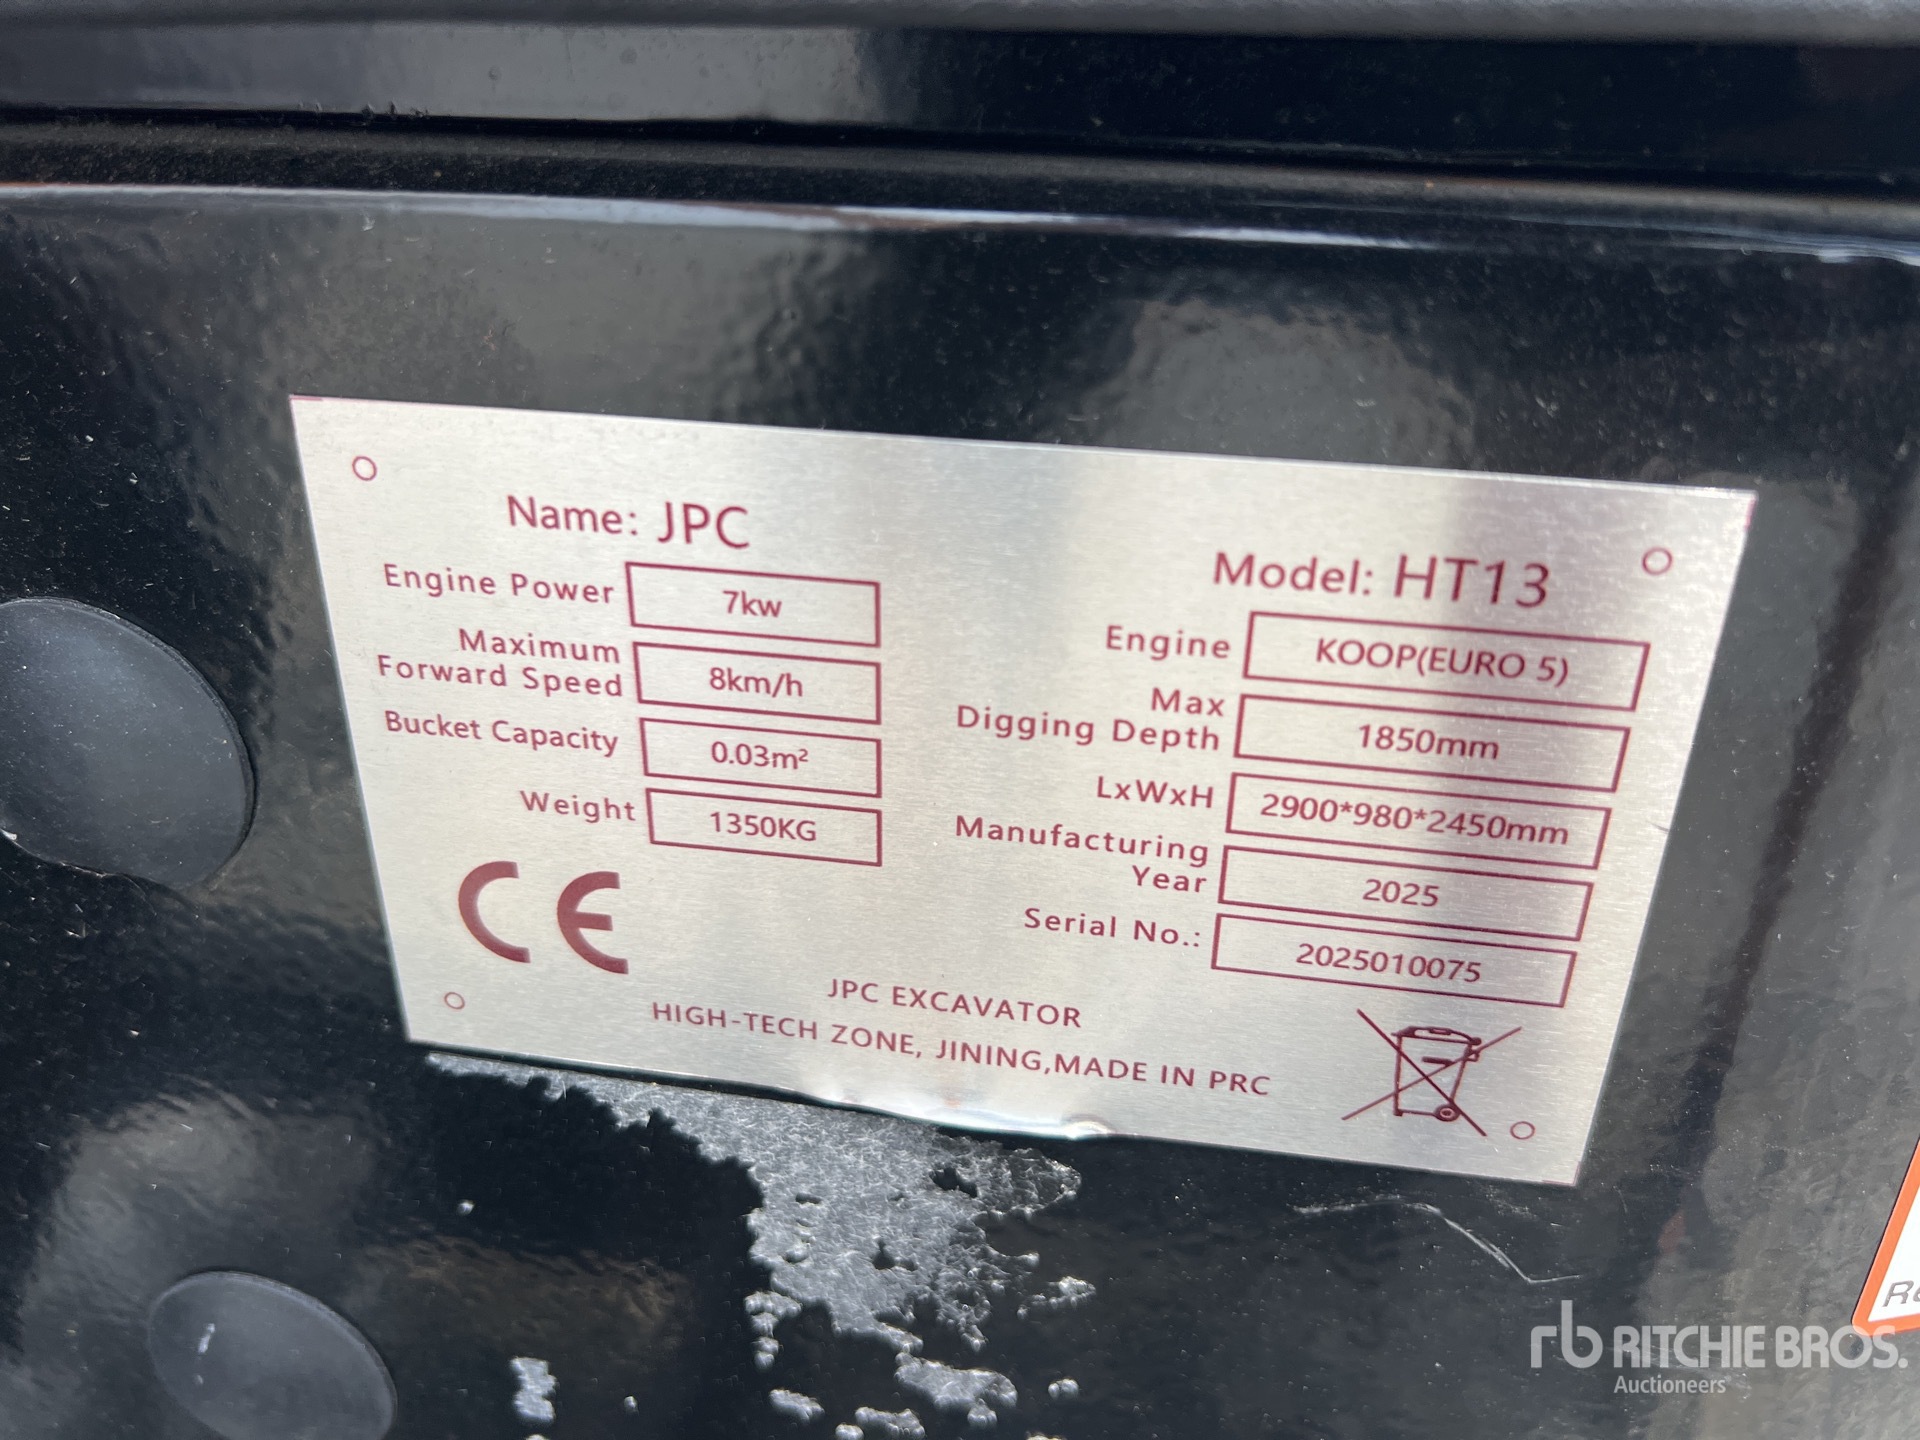 Name: JPC
Model: HT13
Engine Power 7kw
Engine KOOP(EURO 5)
Maximum
Forward Speed 8km/h
Max
Digging Depth 1850mm
Bucket Capacity 0.03m²
LxWxH 2900*980*2450mm
Weight 1350KG
Manufacturing
Year 2025
Serial No.: 2025010075
CE
JPC EXCAVATOR
HIGH-TECH ZONE, JINING,MADE IN PRC
rb RITCHIE BROS.
Auctioneers